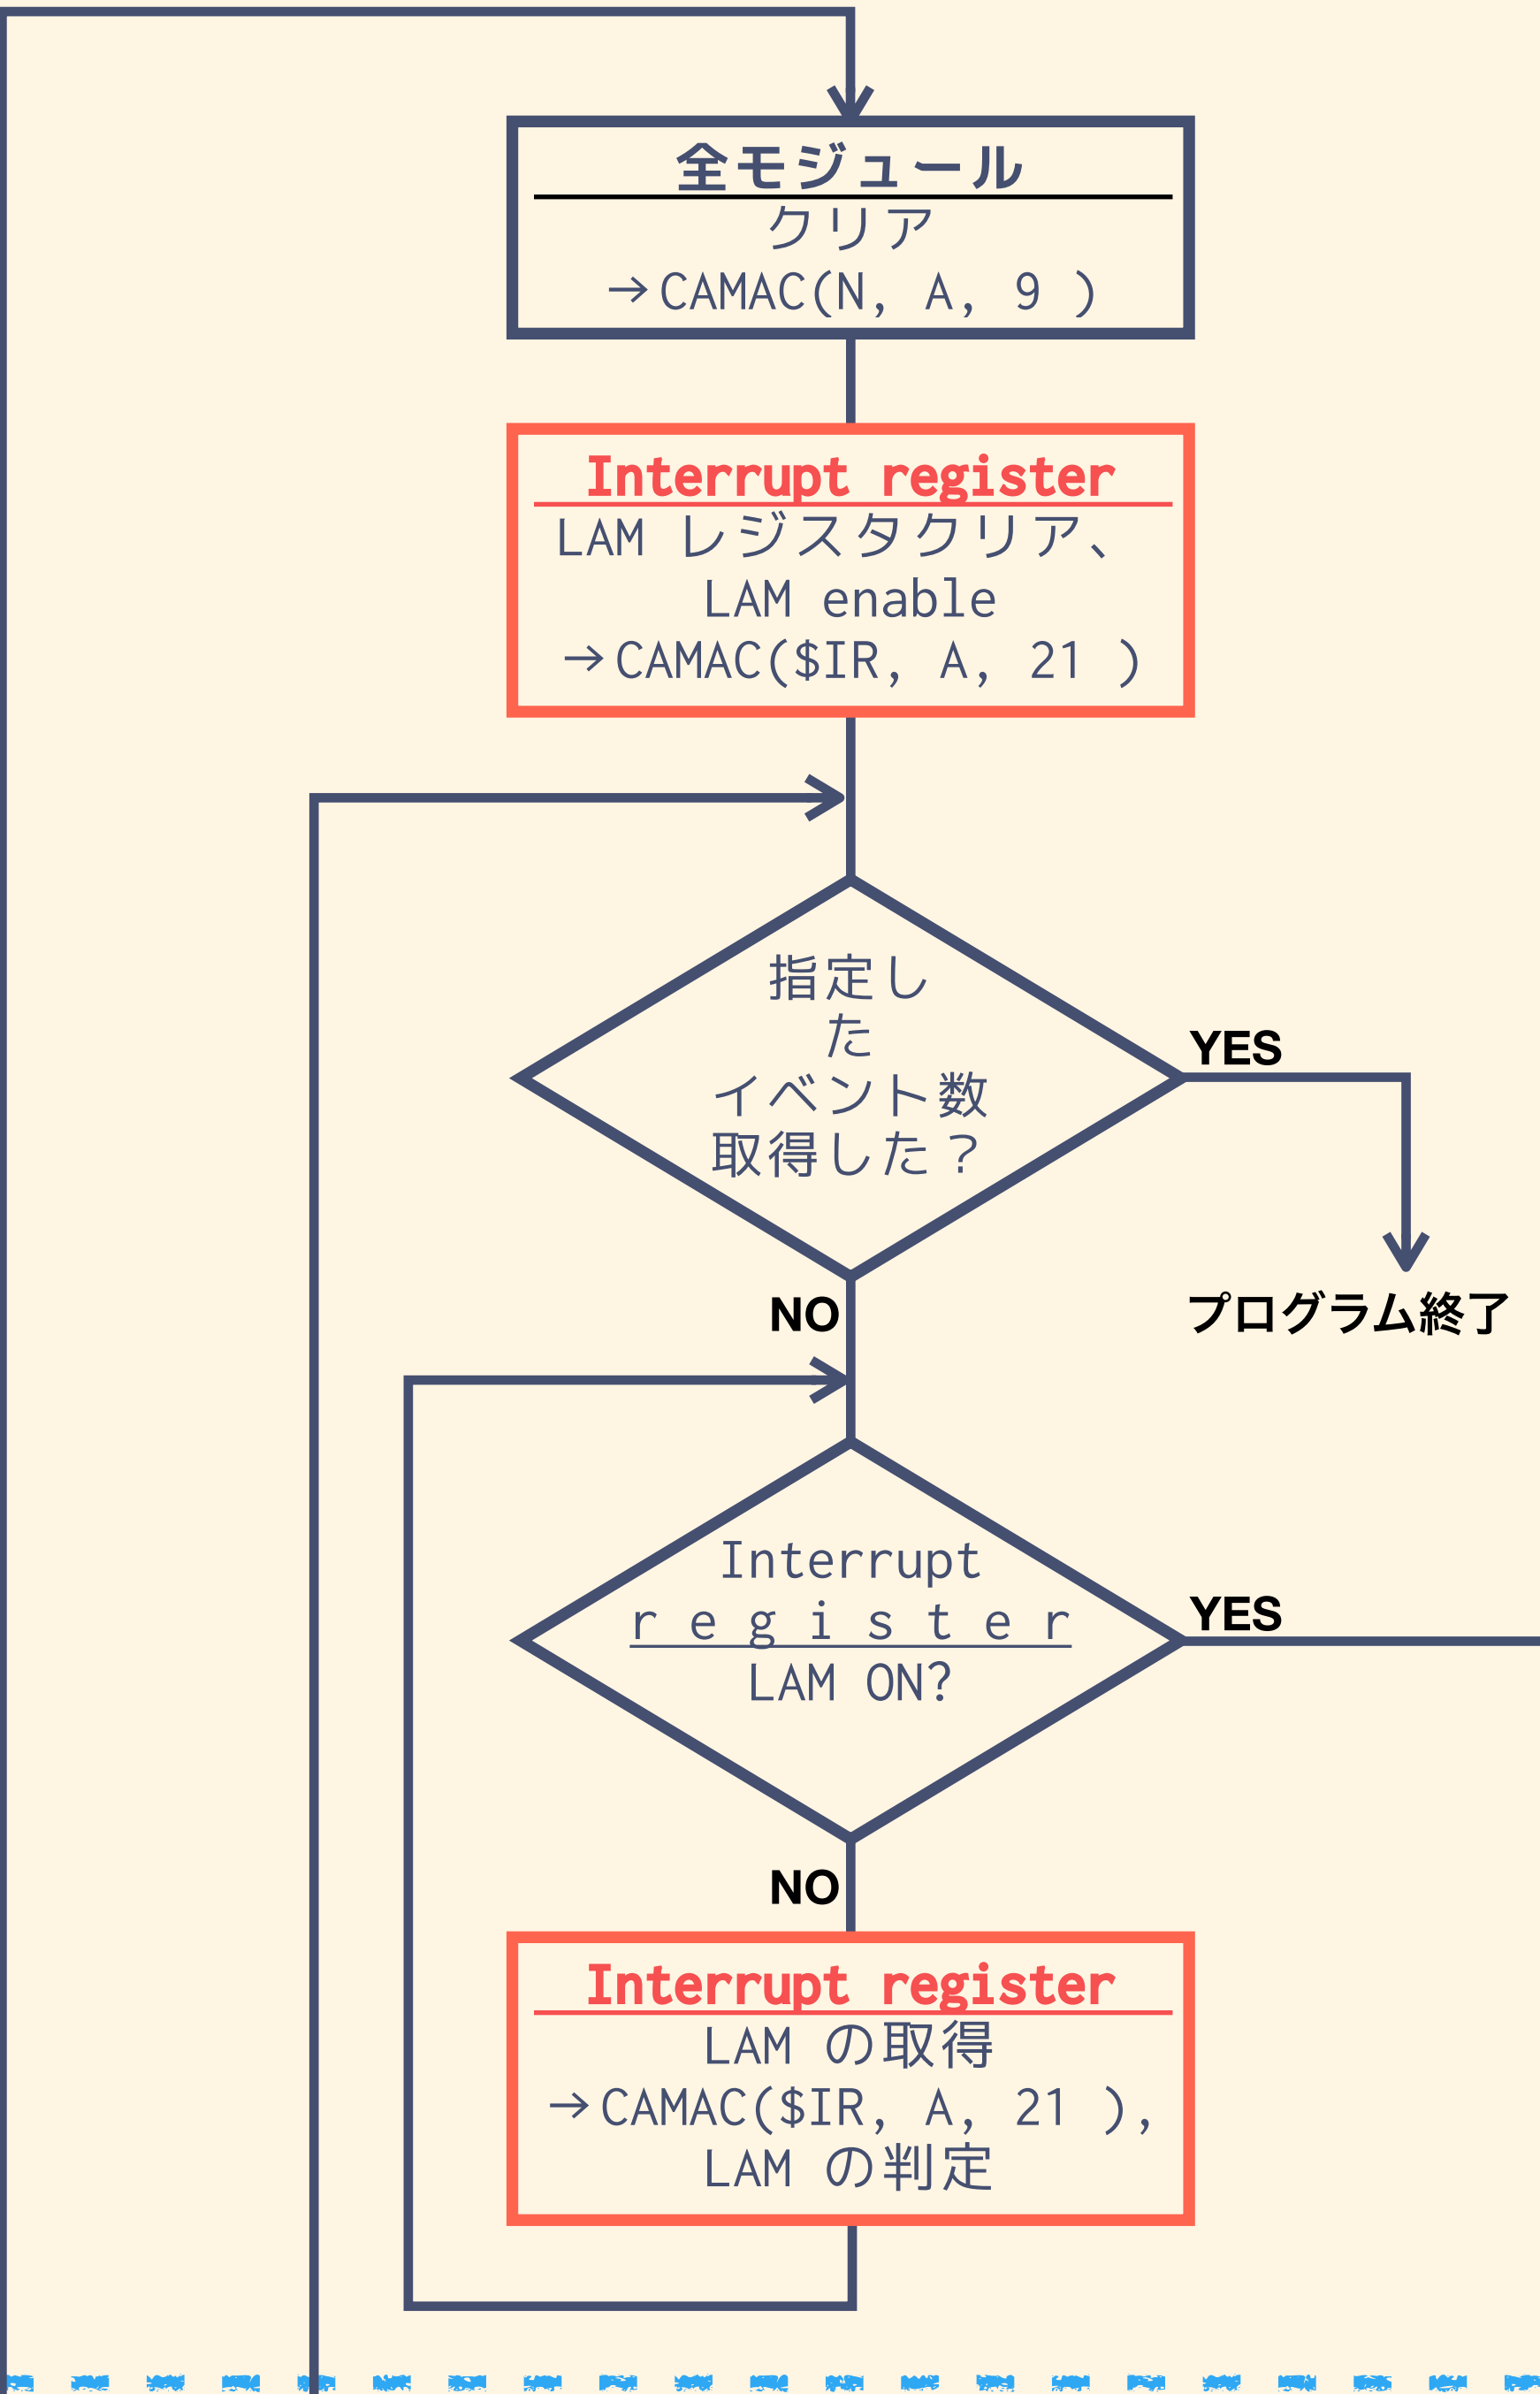 全モジュール
クリア
→CAMAC(N, A, 9 )
Interrupt register
LAM レジスタクリア、
LAM enable
→CAMAC($IR, A, 21 )
指定し
た
イベント数
取得した？
YES
NO
プログラム終了
Interrupt
register
LAM ON?
YES
NO
Interrupt register
LAM の取得
→CAMAC($IR, A, 21 ),
LAM の判定